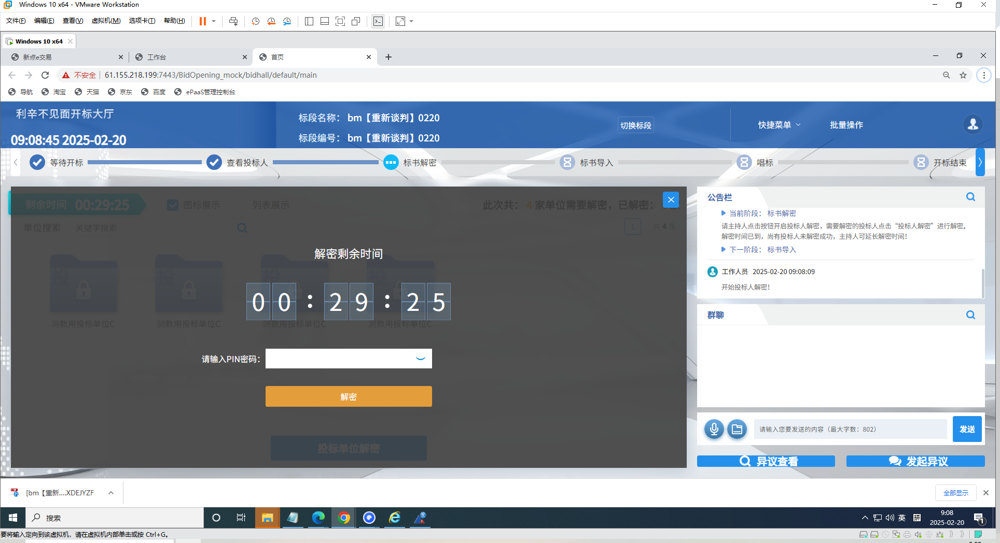 Windows 10 x64 - VMware Workstation
文件(F) 编辑(E) 查看(V) 虚拟机(M) 选项卡(T) 帮助(H)
Windows 10 x64
新点e交易
工作台
首页
不安全 61.155.218.199:7443/BidOpening_mock/bidhall/default/main
导航 淘宝 天猫 京东 百度 ePaaS管理控制台
利辛不见面开标大厅
09:08:45 2025-02-20
标段名称： bm【重新谈判】0220
标段编号： bm【重新谈判】0220
切换标段
快捷菜单
批量操作
等待开标 查看投标人 标书解密 标书导入 唱标 开标结束
剩余时间 00:29:25
图标展示 列表展示
此次共： 4 家单位需要解密，已解密：
单位搜索 关键字搜索
1 共 4 条
解密剩余时间
00:29:25
投 投 投 投
测数用投标单位C 测数用投标单位C 测数用投标单位C 测数用投标单位C
请输入PIN密码：
解密
投标单位解密
公告栏
当前阶段： 标书解密
请主持人点击按钮开启投标人解密，需要解密的投标人点击“投标人解密”进行解密。
解密时间已到，尚有投标人未解密成功，主持人可延长解密时间！
下一阶段： 标书导入
工作人员 2025-02-20 09:08:09
开始投标人解密！
群聊
请输入您要发送的内容（最大字数：802）
发送
异议查看
发起异议
[bm【重新....XDEJYZF
全部显示
搜索
英
拼
9:08
2025-02-20
1
要将输入定向到该虚拟机，请在虚拟机内部单击或按 Ctrl+G。